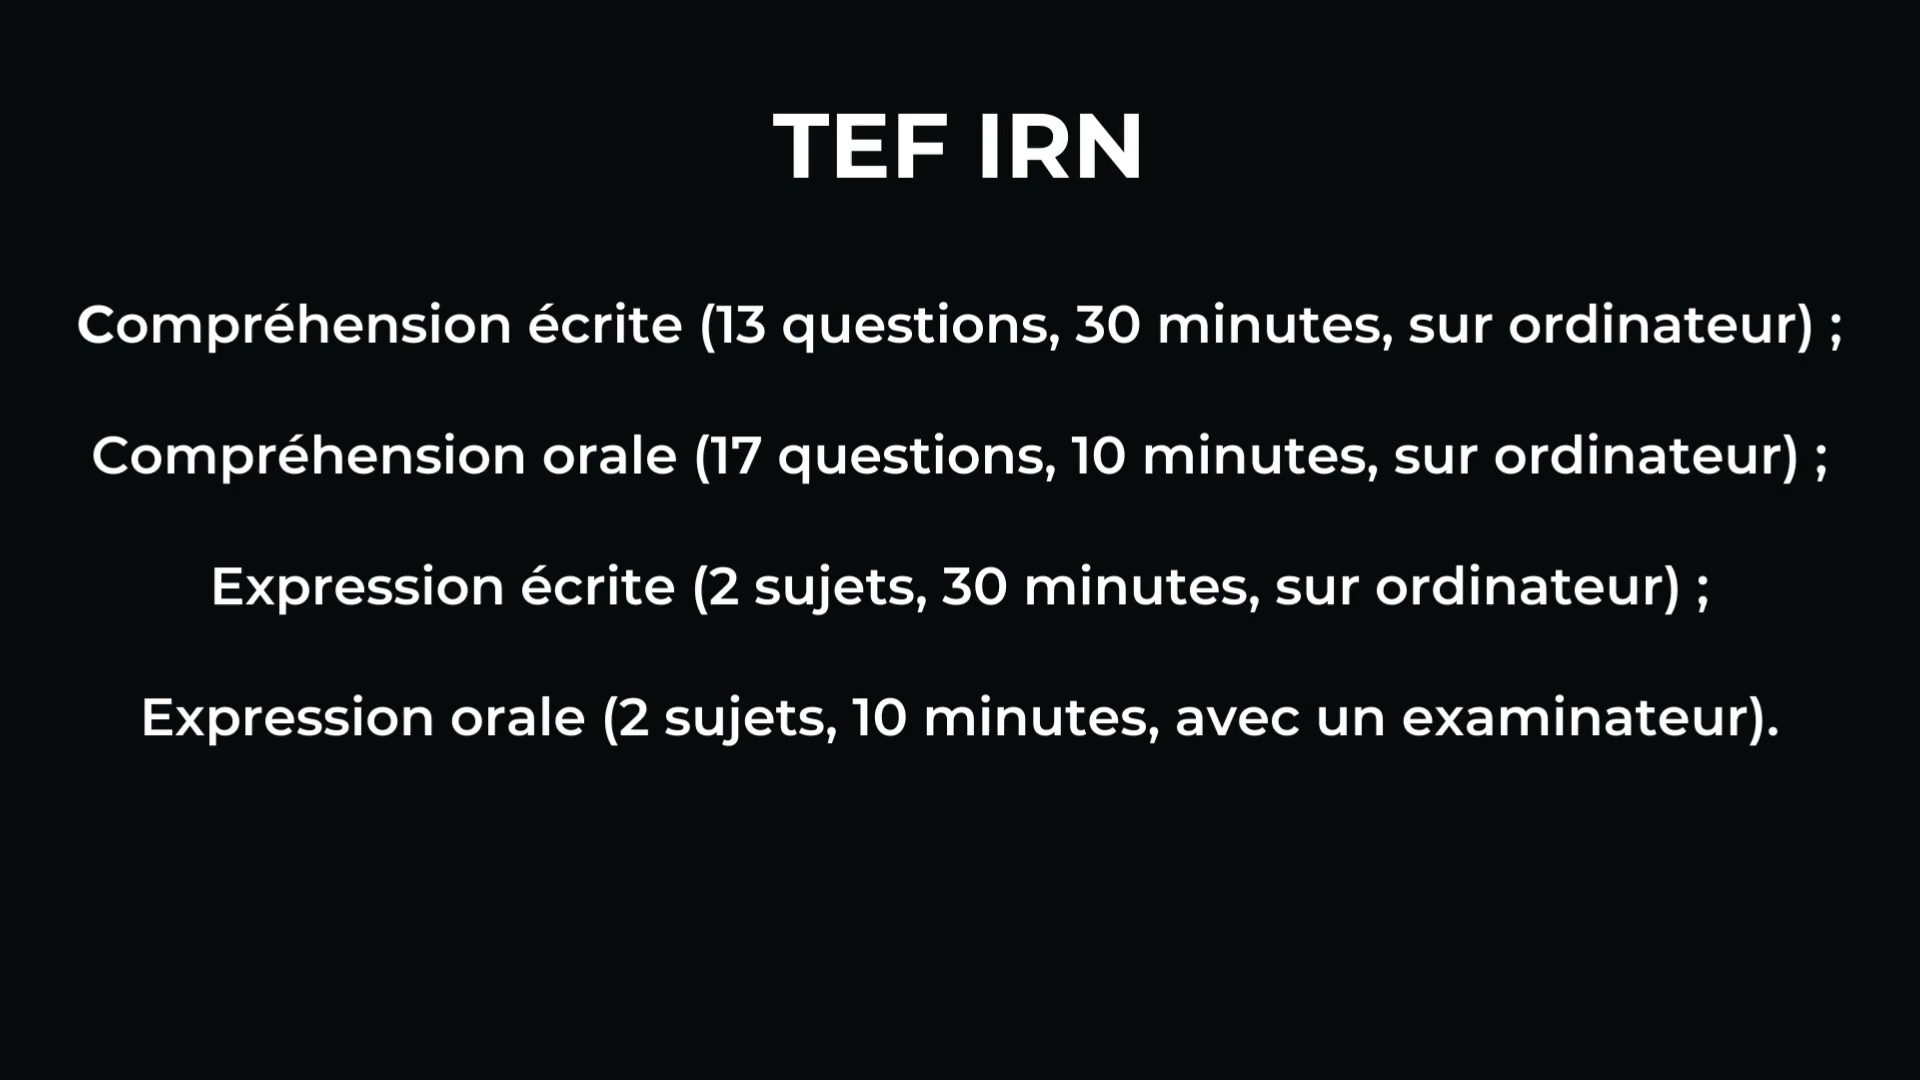 TEF IRN
Compréhension écrite (13 questions, 30 minutes, sur ordinateur) ;
Compréhension orale (17 questions, 10 minutes, sur ordinateur) ;
Expression écrite (2 sujets, 30 minutes, sur ordinateur) ;
Expression orale (2 sujets, 10 minutes, avec un examinateur).